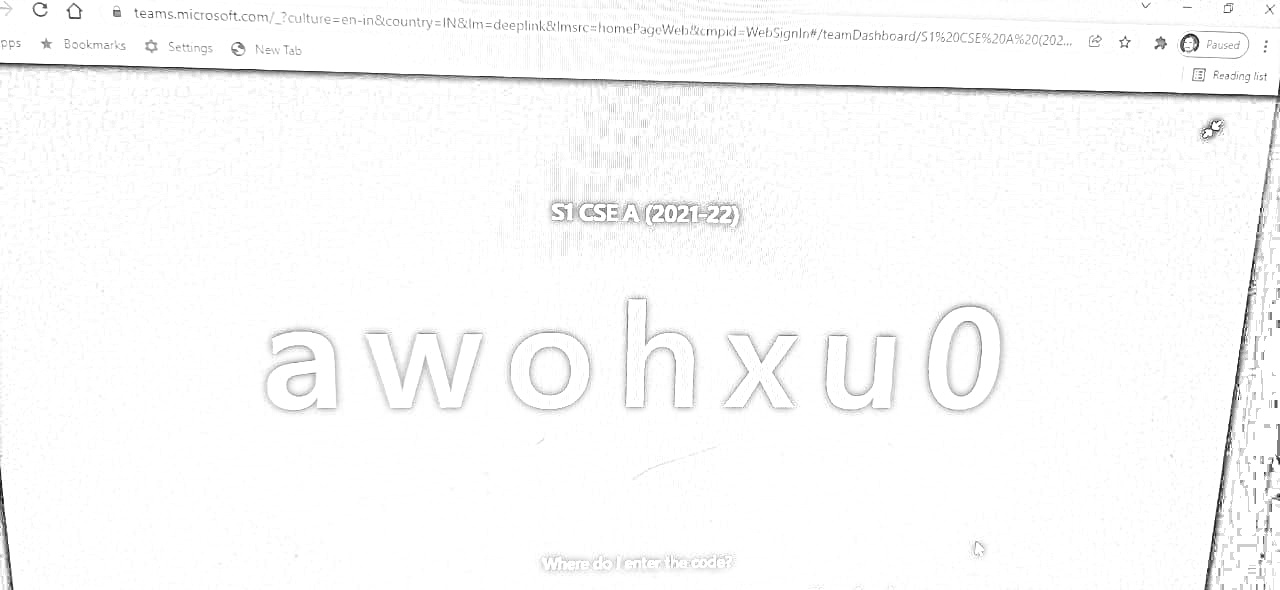 teams.microsoft.com/_?culture=en-in&country=IN&lm=deeplink&lmsrc=homePageWeb&cmpid=WebSignIn#/teamDashboard/S1%20CSE%20A%20(202...
Paused
pps Bookmarks Settings New Tab
Reading list
S1 CSE A (2021-22)
awohxu0
Where do I enter the code?